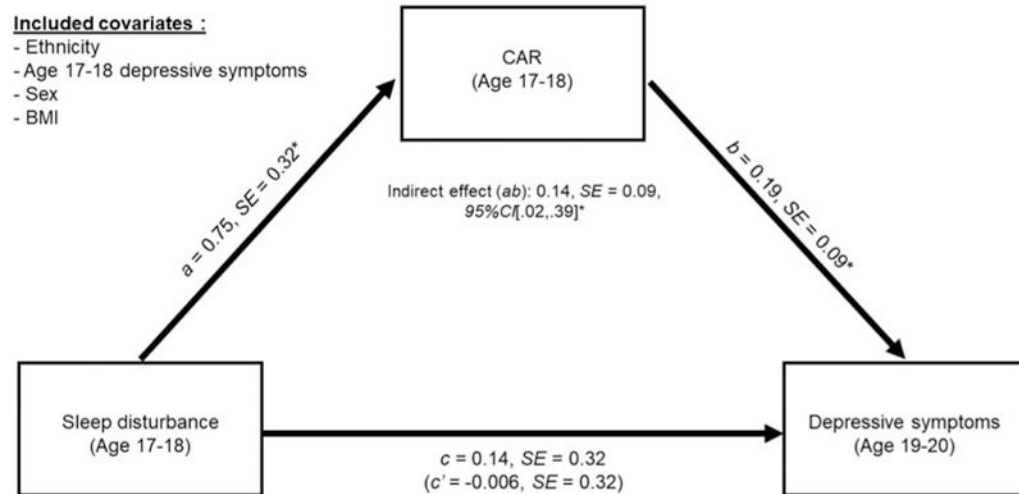 Included covariates :
- Ethnicity
- Age 17-18 depressive symptoms
- Sex
- BMI
CAR
(Age 17-18)
a = 0.75, SE = 0.32*
b = 0.19, SE = 0.09*
Indirect effect (ab): 0.14, SE = 0.09,
95%CI[.02,.39]*
Sleep disturbance
(Age 17-18)
Depressive symptoms
(Age 19-20)
c = 0.14, SE = 0.32
(c' = -0.006, SE = 0.32)